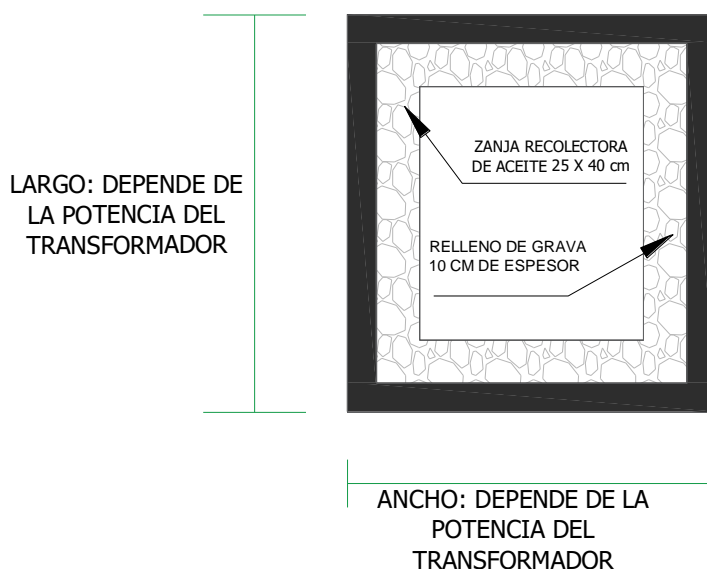 ZANJA RECOLECTORA
DE ACEITE 25 X 40 cm
LARGO: DEPENDE DE
LA POTENCIA DEL
TRANSFORMADOR
RELLENO DE GRAVA
10 CM DE ESPESOR
ANCHO: DEPENDE DE LA
POTENCIA DEL
TRANSFORMADOR